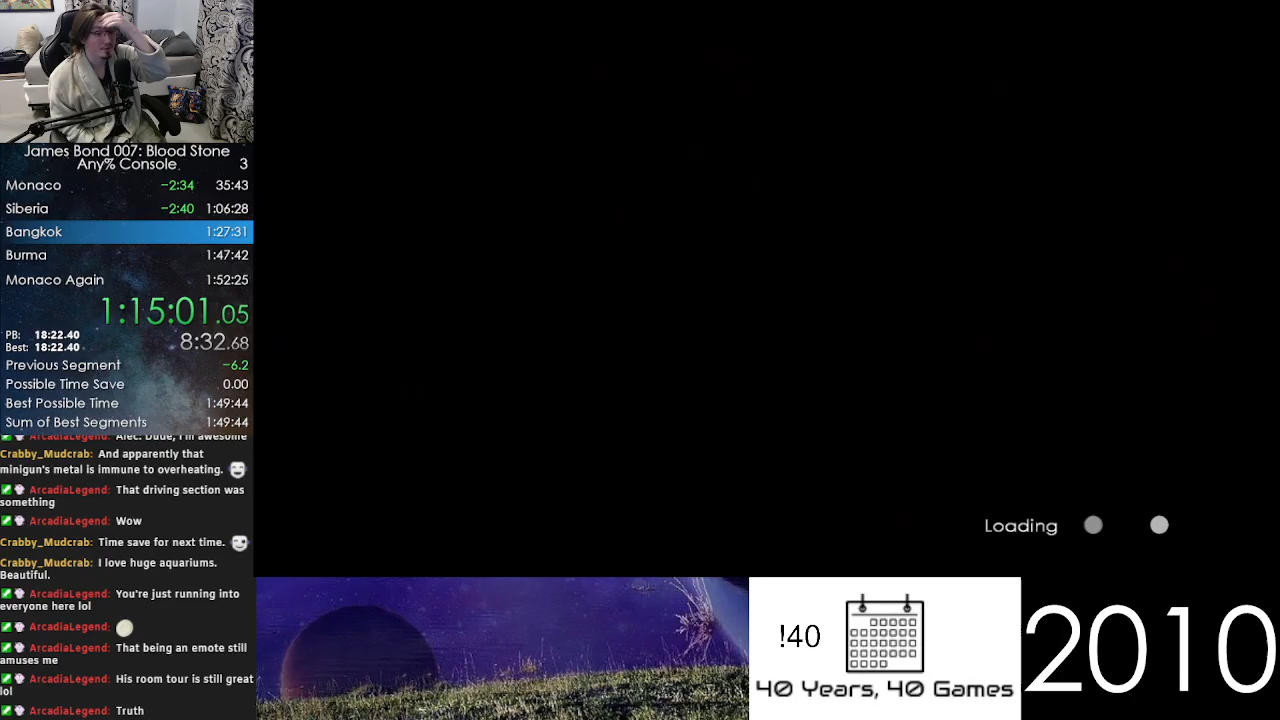 James Bond 007: Blood Stone
Any% Console 3
Monaco -2:34 35:43
Siberia -2:40 1:06:28
Bangkok 1:27:31
Burma 1:47:42
Monaco Again 1:52:25
1:15:01.05
PB: 18:22.40
Best: 18:22.40
8:32.68
Previous Segment -6.2
Possible Time Save 0.00
Best Possible Time 1:49:44
Sum of Best Segments 1:49:44
ArcadiaLegend: Alec: Dude, I'm awesome
Crabby_Mudcrab: And apparently that
minigun's metal is immune to overheating.
ArcadiaLegend: That driving section was
something
ArcadiaLegend: Wow
Crabby_Mudcrab: Time save for next time.
Crabby_Mudcrab: I love huge aquariums.
Beautiful.
ArcadiaLegend: You're just running into
everyone here lol
ArcadiaLegend:
ArcadiaLegend: That being an emote still
amuses me
ArcadiaLegend: His room tour is still great
lol
ArcadiaLegend: Truth
Loading
!40
40 Years, 40 Games
2010